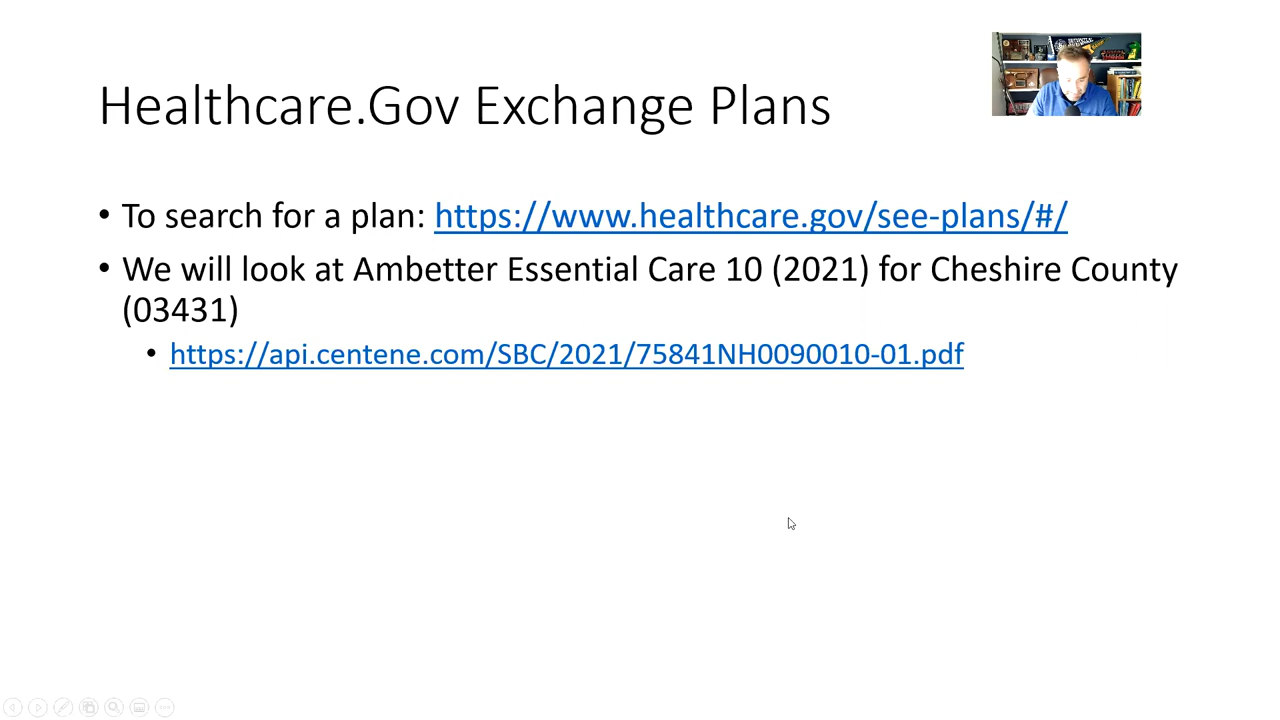 Healthcare.Gov Exchange Plans
• To search for a plan: https://www.healthcare.gov/see-plans/#/
• We will look at Ambetter Essential Care 10 (2021) for Cheshire County
(03431)
• https://api.centene.com/SBC/2021/75841NH0090010-01.pdf